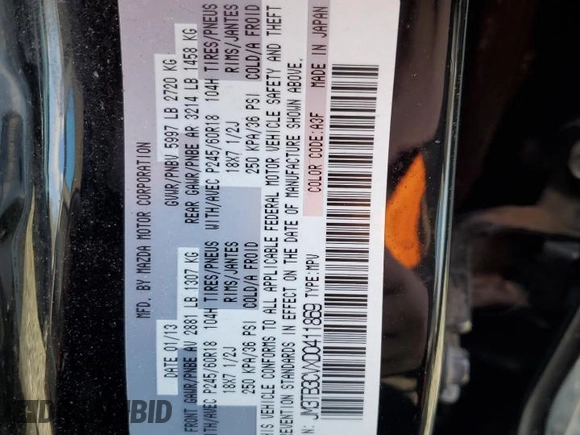 MFD. BY MAZDA MOTOR CORPORATION
DATE 01/13 GVWR/PNBV 5997 LB 2720 KG
FRONT GAWR/PNBE AV 2881 LB 1307 KG REAR GAWR/PNBE AR 3214 LB 1458 KG
WITH/AVEC P245/60R18 104H TIRES/PNEUS WITH/AVEC P245/60R18 104H TIRES/PNEUS
18X7 1/2J RIMS/JANTES 18X7 1/2J RIMS/JANTES
250 KPA/36 PSI COLD/A FROID 250 KPA/36 PSI COLD/A FROID
THIS VEHICLE CONFORMS TO ALL APPLICABLE FEDERAL MOTOR VEHICLE SAFETY AND THEFT
PREVENTION STANDARDS IN EFFECT ON THE DATE OF MANUFACTURE SHOWN ABOVE.
COLOR CODE:A3F MADE IN JAPAN
JM3TB3CVXD0411869 TYPE:MPV